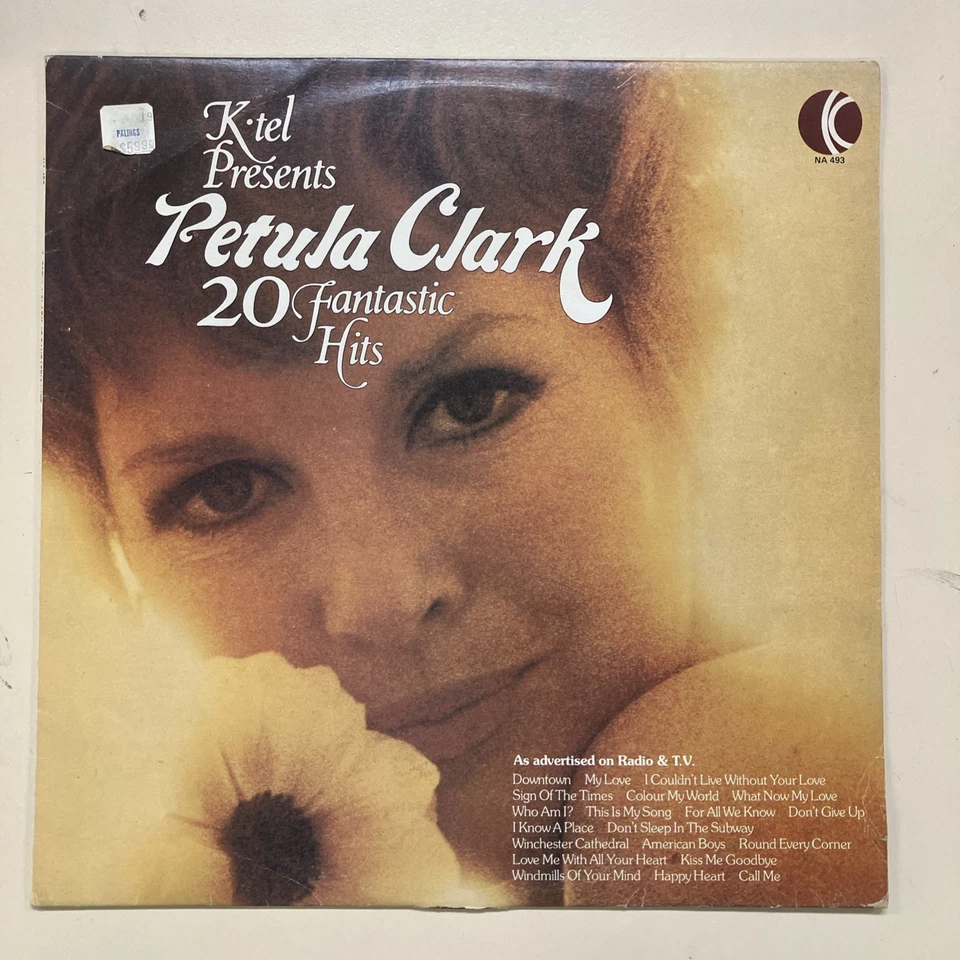 PALINGS
$5999
K·tel
Presents
Petula Clark
20 Fantastic
Hits
NA 493
As advertised on Radio & T.V.
Downtown My Love I Couldn't Live Without Your Love
Sign Of The Times Colour My World What Now My Love
Who Am I? This Is My Song For All We Know Don't Give Up
I Know A Place Don't Sleep In The Subway
Winchester Cathedral American Boys Round Every Corner
Love Me With All Your Heart Kiss Me Goodbye
Windmills Of Your Mind Happy Heart Call Me